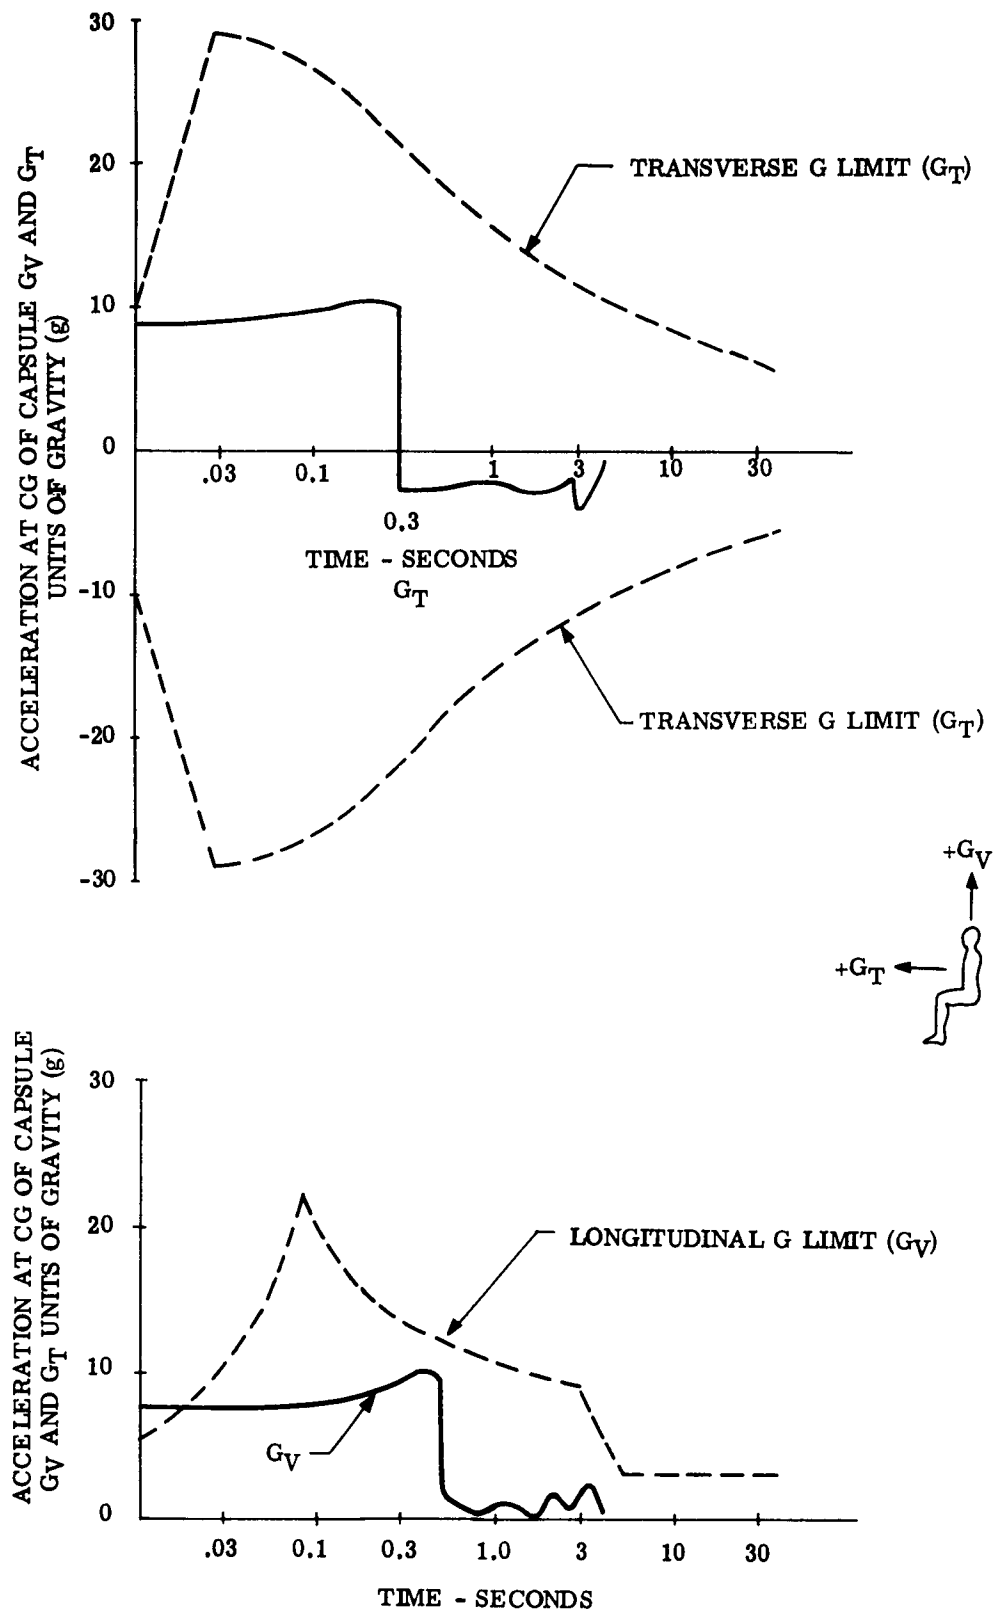 ACCELERATION AT CG OF CAPSULE GV AND GT
UNITS OF GRAVITY (g)
30
20
10
0
-10
-20
-30
TRANSVERSE G LIMIT (GT)
.03
0.1
1
3
10
30
0.3
TIME - SECONDS
GT
TRANSVERSE G LIMIT (GT)
+GV
+GT
ACCELERATION AT CG OF CAPSULE
GV AND GT UNITS OF GRAVITY (g)
30
20
10
0
LONGITUDINAL G LIMIT (GV)
GV
.03
0.1
0.3
1.0
3
10
30
TIME - SECONDS